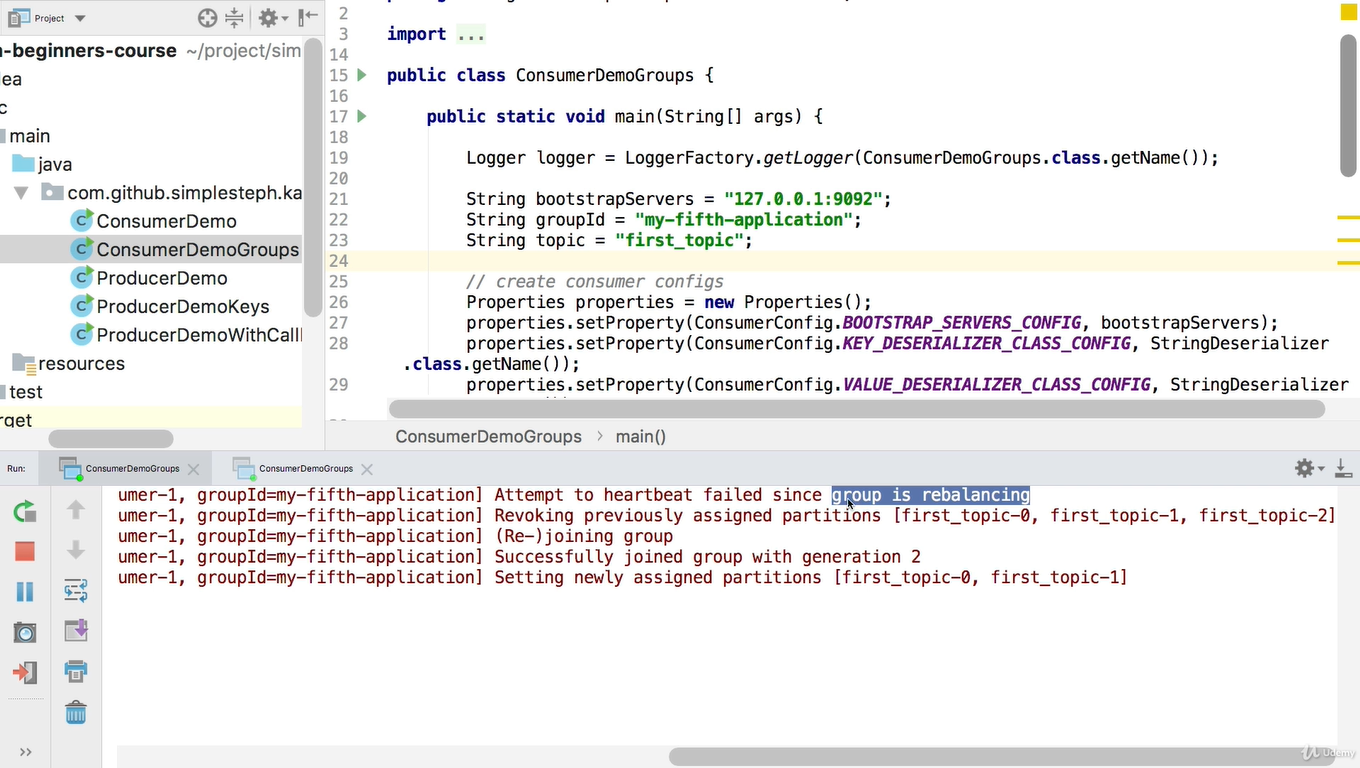 Project
n-beginners-course ~/project/sim
lea
c
main
java
com.github.simplesteph.ka
ConsumerDemo
ConsumerDemoGroups
ProducerDemo
ProducerDemoKeys
ProducerDemoWithCall
resources
test
rget
2
3 import ...
14
15 public class ConsumerDemoGroups {
16
17 public static void main(String[] args) {
18
19 Logger logger = LoggerFactory.getLogger(ConsumerDemoGroups.class.getName());
20
21 String bootstrapServers = "127.0.0.1:9092";
22 String groupId = "my-fifth-application";
23 String topic = "first_topic";
24
25 // create consumer configs
26 Properties properties = new Properties();
27 properties.setProperty(ConsumerConfig.BOOTSTRAP_SERVERS_CONFIG, bootstrapServers);
28 properties.setProperty(ConsumerConfig.KEY_DESERIALIZER_CLASS_CONFIG, StringDeserializer
.class.getName());
29 properties.setProperty(ConsumerConfig.VALUE_DESERIALIZER_CLASS_CONFIG, StringDeserializer
ConsumerDemoGroups > main()
Run: ConsumerDemoGroups ConsumerDemoGroups
umer-1, groupId=my-fifth-application] Attempt to heartbeat failed since group is rebalancing
umer-1, groupId=my-fifth-application] Revoking previously assigned partitions [first_topic-0, first_topic-1, first_topic-2]
umer-1, groupId=my-fifth-application] (Re-)joining group
umer-1, groupId=my-fifth-application] Successfully joined group with generation 2
umer-1, groupId=my-fifth-application] Setting newly assigned partitions [first_topic-0, first_topic-1]
Udemy